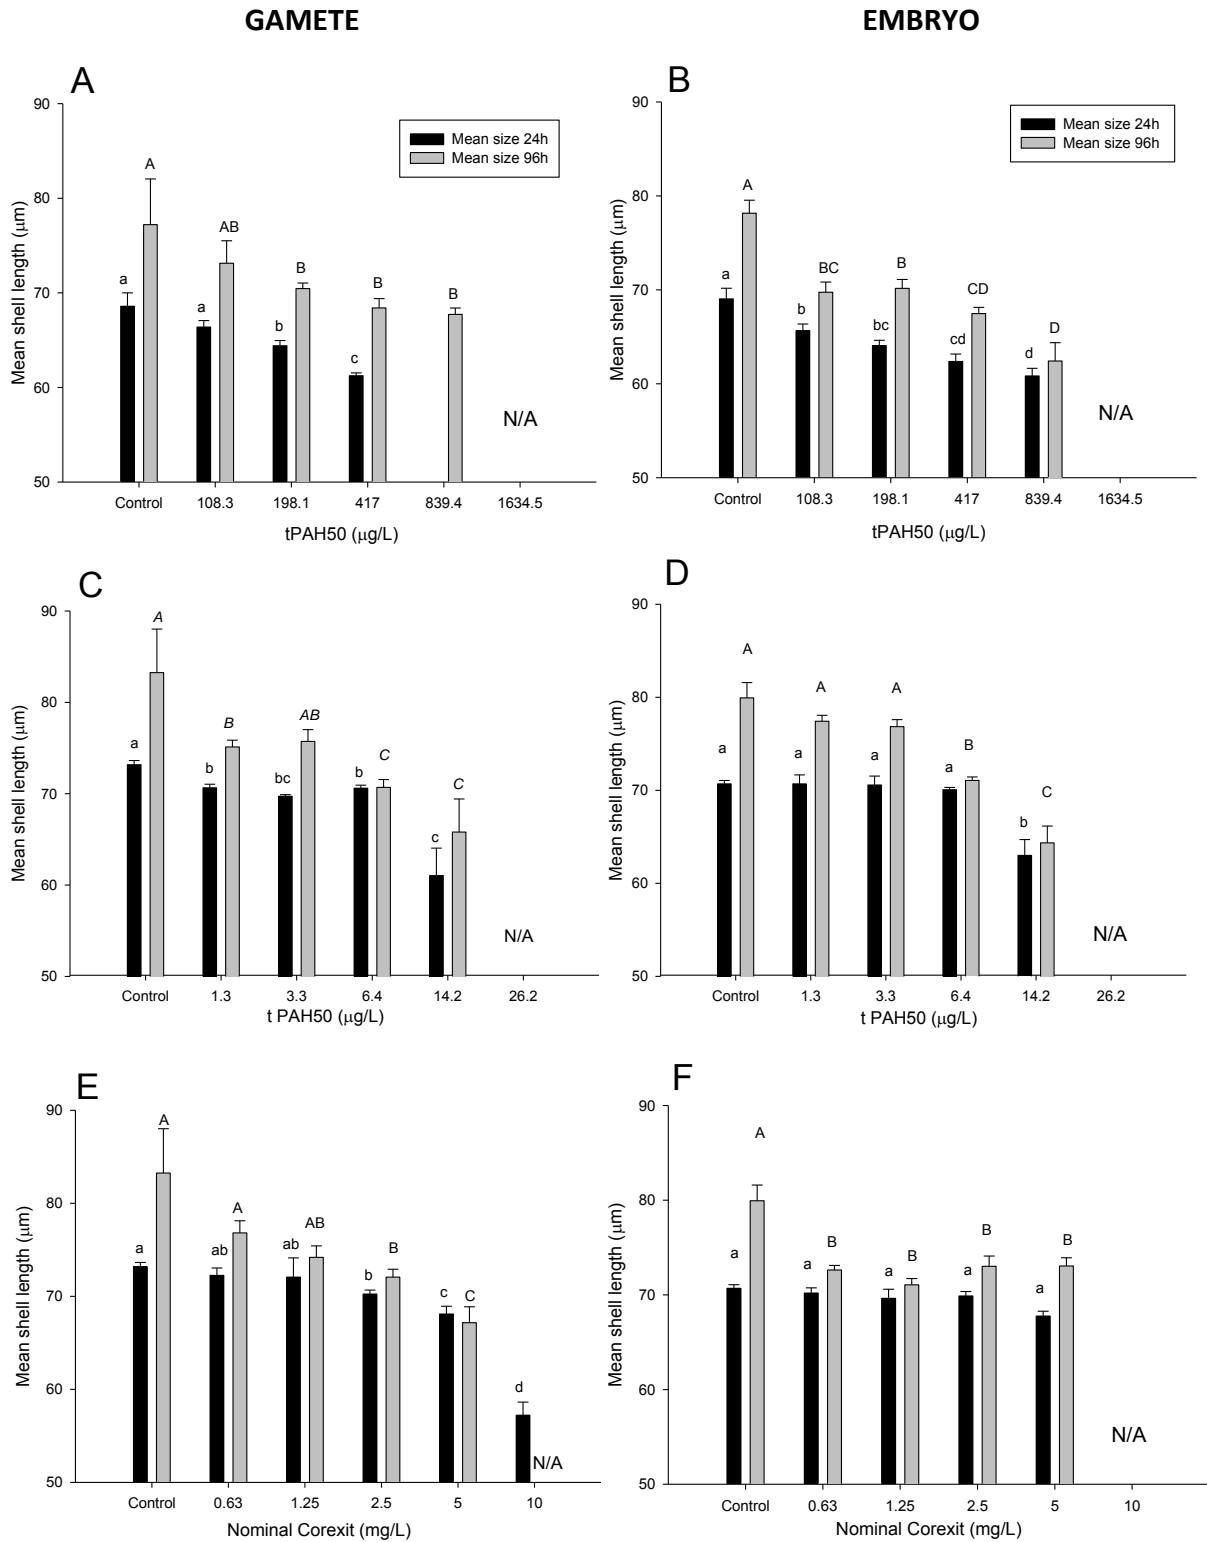 GAMETE EMBRYO
A
90
80
70
60
50
Mean shell length (μm)
Mean size 24h
Mean size 96h
a A
a AB
b B
c B
B
N/A
Control 108.3 198.1 417 839.4 1634.5
tPAH50 (μg/L)
B
90
80
70
60
50
Mean shell length (μm)
Mean size 24h
Mean size 96h
a A
b BC
bc B
cd CD
d D
N/A
Control 108.3 198.1 417 839.4 1634.5
tPAH50 (μg/L)
C
90
80
70
60
50
Mean shell length (μm)
a A
b B
bc AB
b C
c C
N/A
Control 1.3 3.3 6.4 14.2 26.2
t PAH50 (μg/L)
D
90
80
70
60
50
Mean shell length (μm)
a A
a A
a A
a B
b C
N/A
Control 1.3 3.3 6.4 14.2 26.2
t PAH50 (μg/L)
E
90
80
70
60
50
Mean shell length (μm)
a A
ab A
ab AB
b B
c C
d
N/A
Control 0.63 1.25 2.5 5 10
Nominal Corexit (mg/L)
F
90
80
70
60
50
Mean shell length (μm)
a A
a B
a B
a B
a B
N/A
Control 0.63 1.25 2.5 5 10
Nominal Corexit (mg/L)